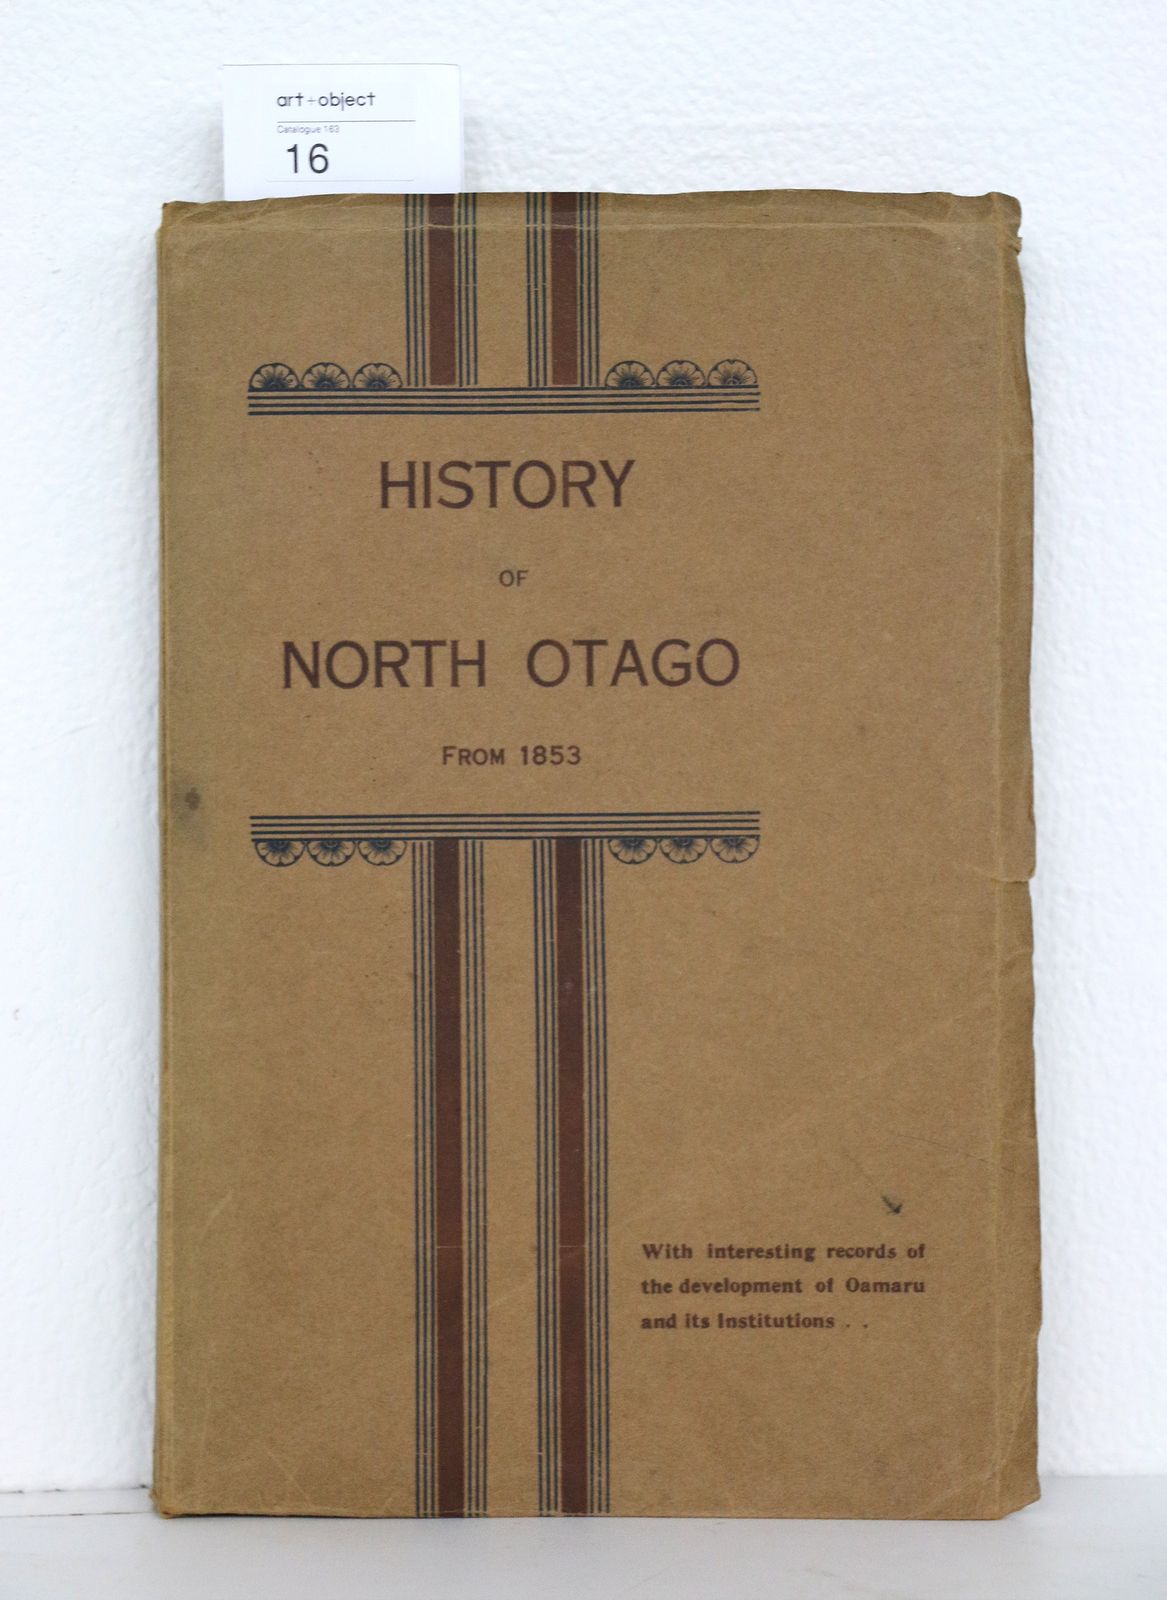 art+object
Catalogue 163
16
HISTORY
OF
NORTH OTAGO
FROM 1853
With interesting records of
the development of Oamaru
and its Institutions . .